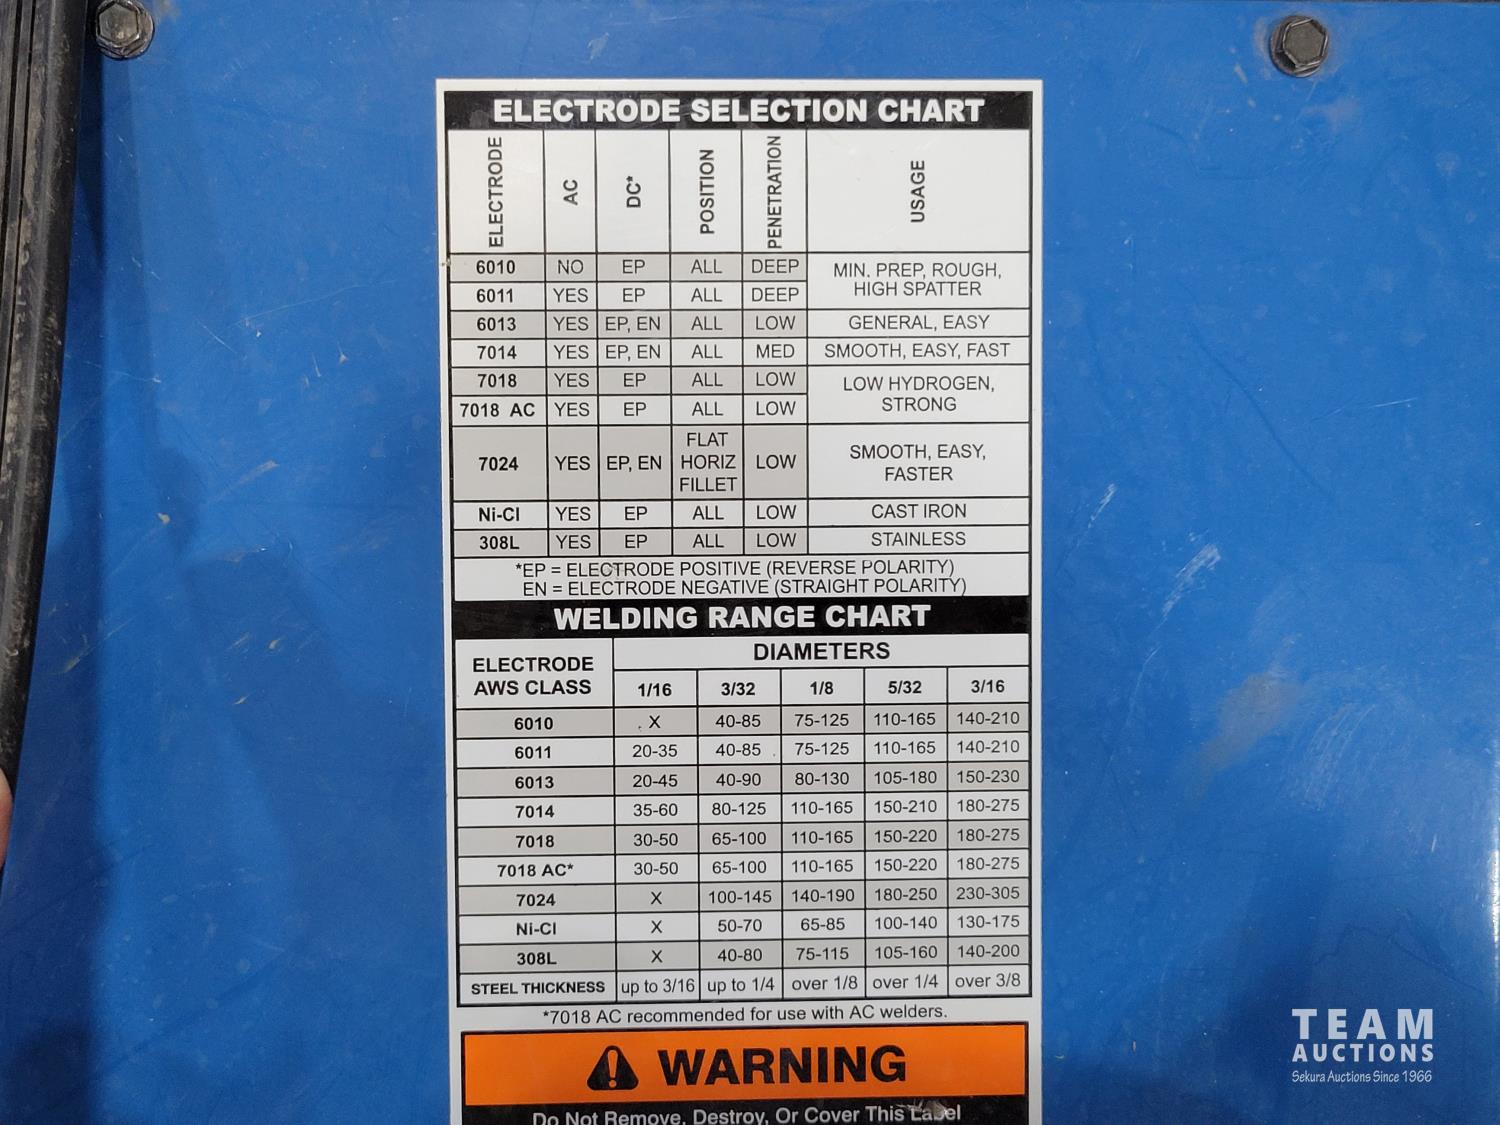 ELECTRODE SELECTION CHART
ELECTRODE AC DC* POSITION PENETRATION USAGE
6010 NO EP ALL DEEP MIN. PREP, ROUGH,
HIGH SPATTER
6011 YES EP ALL DEEP
6013 YES EP, EN ALL LOW GENERAL, EASY
7014 YES EP, EN ALL MED SMOOTH, EASY, FAST
7018 YES EP ALL LOW LOW HYDROGEN,
STRONG
7018 AC YES EP ALL LOW
7024 YES EP, EN FLAT
HORIZ
FILLET LOW SMOOTH, EASY,
FASTER
Ni-Cl YES EP ALL LOW CAST IRON
308L YES EP ALL LOW STAINLESS
*EP = ELECTRODE POSITIVE (REVERSE POLARITY)
EN = ELECTRODE NEGATIVE (STRAIGHT POLARITY)
WELDING RANGE CHART
ELECTRODE
AWS CLASS
DIAMETERS
1/16 3/32 1/8 5/32 3/16
6010 X 40-85 75-125 110-165 140-210
6011 20-35 40-85 75-125 110-165 140-210
6013 20-45 40-90 80-130 105-180 150-230
7014 35-60 80-125 110-165 150-210 180-275
7018 30-50 65-100 110-165 150-220 180-275
7018 AC* 30-50 65-100 110-165 150-220 180-275
7024 X 100-145 140-190 180-250 230-305
Ni-Cl X 50-70 65-85 100-140 130-175
308L X 40-80 75-115 105-160 140-200
STEEL THICKNESS up to 3/16 up to 1/4 over 1/8 over 1/4 over 3/8
*7018 AC recommended for use with AC welders.
WARNING
Do Not Remove, Destroy, Or Cover This Label
TEAM
AUCTIONS
Sekura Auctions Since 1966